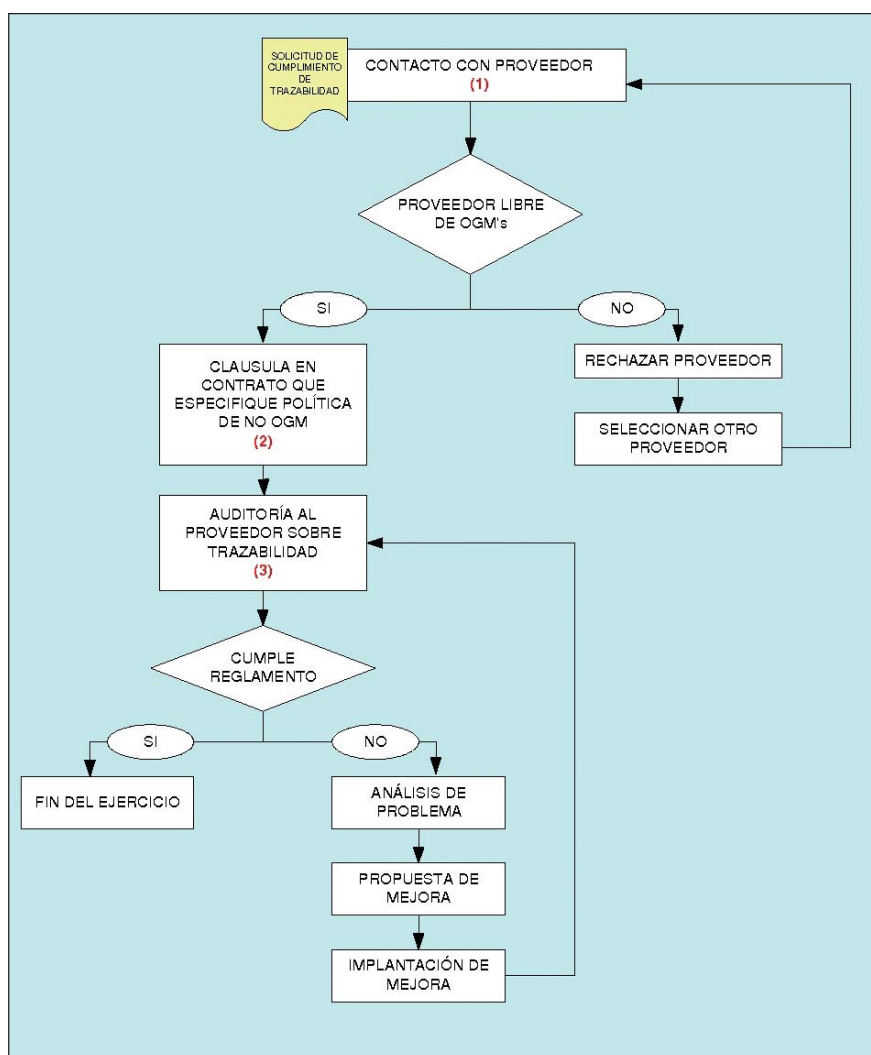 SOLICITUD DE
CUMPLIMIENTO
DE
TRAZABILIDAD
CONTACTO CON PROVEEDOR
(1)
PROVEEDOR LIBRE
DE OGM's
SI
NO
CLAUSULA EN
CONTRATO QUE
ESPECIFIQUE POLÍTICA
DE NO OGM
(2)
RECHAZAR PROVEEDOR
SELECCIONAR OTRO
PROVEEDOR
AUDITORÍA AL
PROVEEDOR SOBRE
TRAZABILIDAD
(3)
CUMPLE
REGLAMENTO
SI
NO
FIN DEL EJERCICIO
ANÁLISIS DE
PROBLEMA
PROPUESTA DE
MEJORA
IMPLANTACIÓN DE
MEJORA